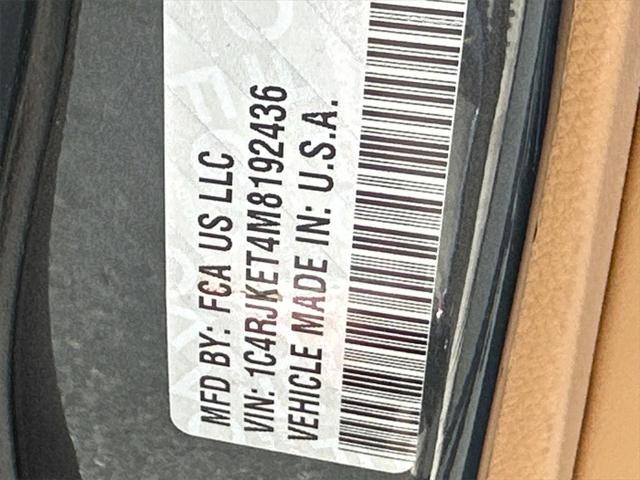 MFD BY: FCA US LLC
VIN: 1C4RJKET4M8192436
VEHICLE MADE IN: U.S.A.